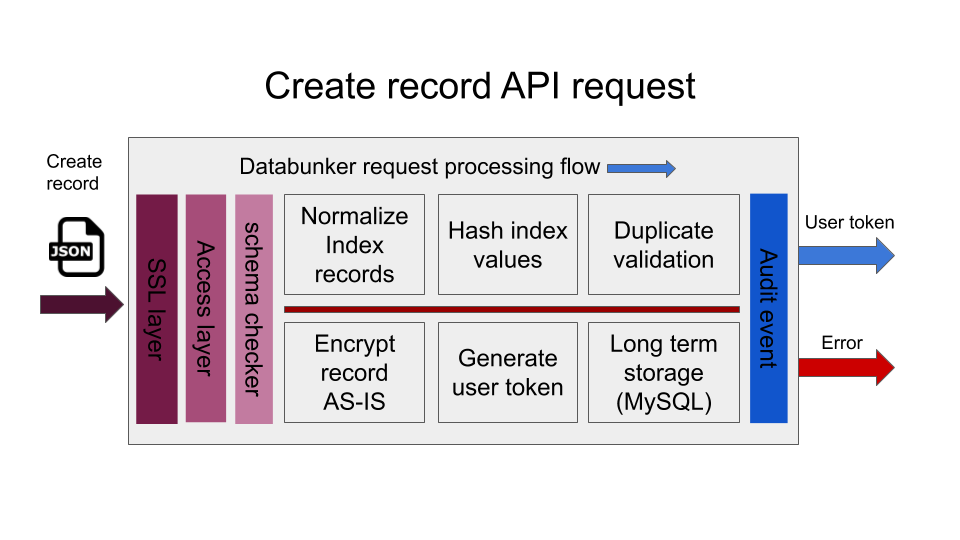 Create record API request
Create
record
JSON
Databunker request processing flow
SSL layer
Access layer
schema checker
Normalize
Index
records
Hash index
values
Duplicate
validation
Encrypt
record
AS-IS
Generate
user token
Long term
storage
(MySQL)
Audit event
User token
Error